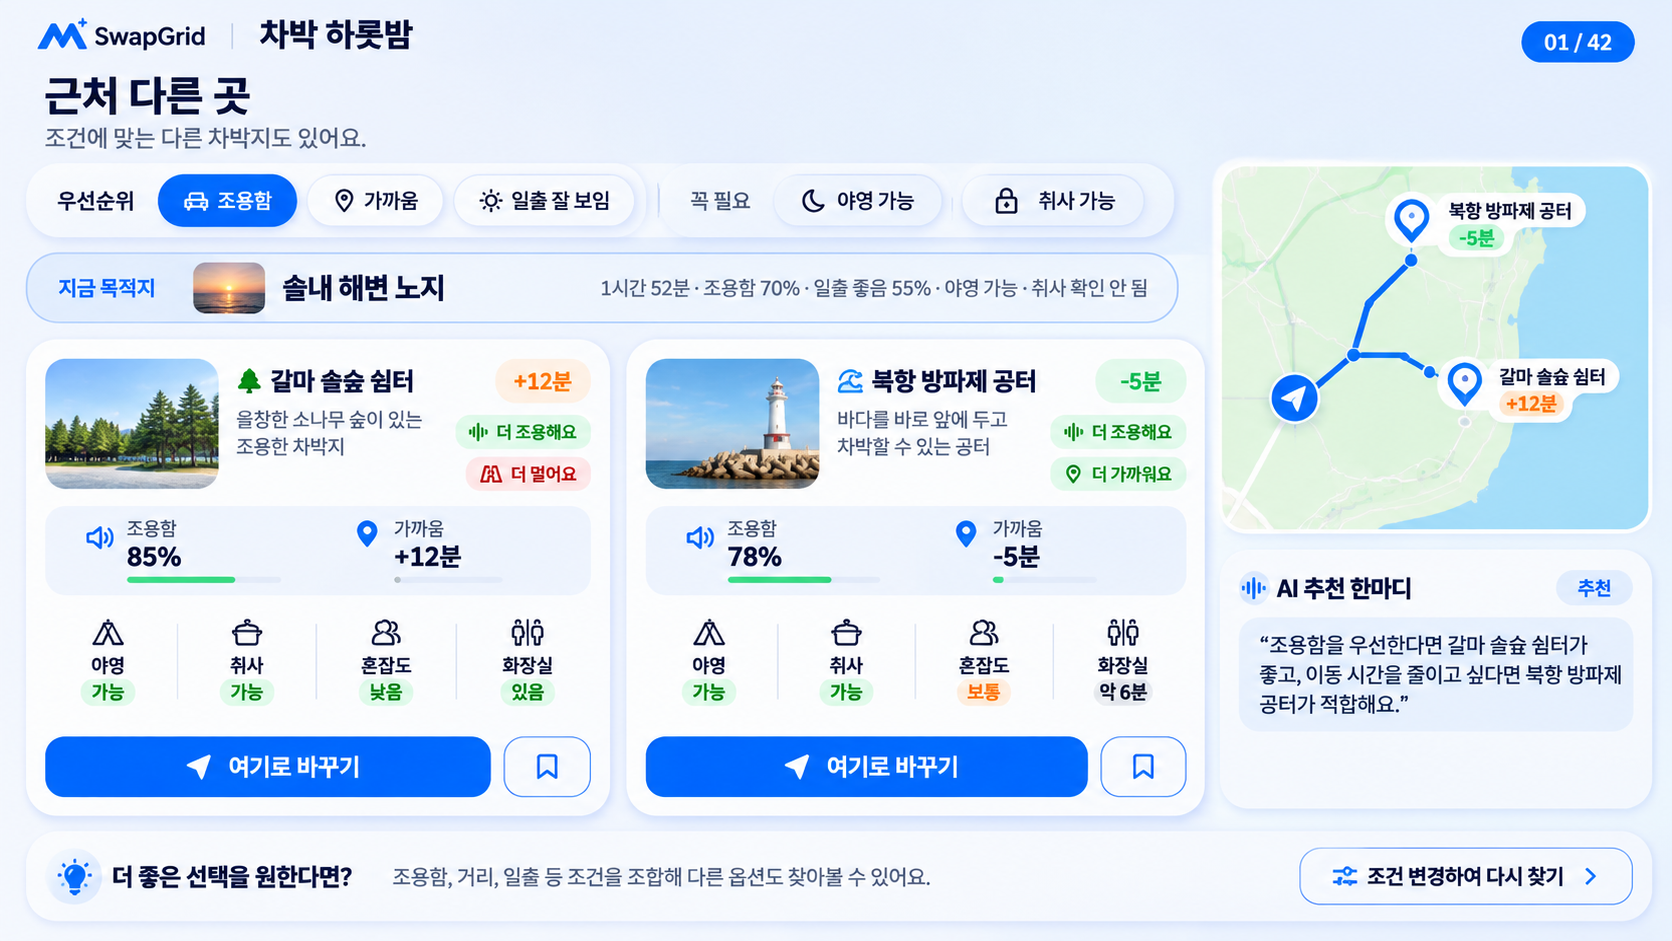 SwapGrid
차박 하롯밤
01 / 42
근처 다른 곳
조건에 맞는 다른 차박지도 있어요.
우선순위
조용함
가까움
일출 잘 보임
꼭 필요
야영 가능
취사 가능
지금 목적지
솔내 해변 노지
1시간 52분 · 조용함 70% · 일출 좋음 55% · 야영 가능 · 취사 확인 안 됨
갈마 솔숲 쉼터
+12분
울창한 소나무 숲이 있는
조용한 차박지
더 조용해요
더 멀어요
조용함
85%
가까움
+12분
야영
가능
취사
가능
혼잡도
낮음
화장실
있음
여기로 바꾸기
북항 방파제 공터
-5분
바다를 바로 앞에 두고
차박할 수 있는 공터
더 조용해요
더 가까워요
조용함
78%
가까움
-5분
야영
가능
취사
가능
혼잡도
보통
화장실
약 6분
여기로 바꾸기
북항 방파제 공터
-5분
갈마 솔숲 쉼터
+12분
AI 추천 한마디
추천
“조용함을 우선한다면 갈마 솔숲 쉼터가
좋고, 이동 시간을 줄이고 싶다면 북항 방파제
공터가 적합해요.”
더 좋은 선택을 원한다면?
조용함, 거리, 일출 등 조건을 조합해 다른 옵션도 찾아볼 수 있어요.
조건 변경하여 다시 찾기